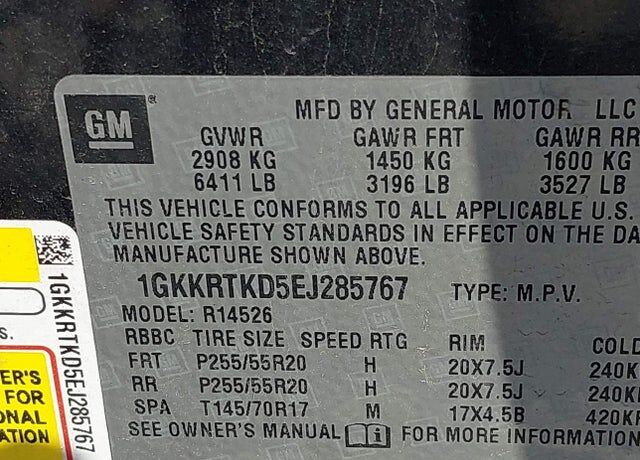 GM
MFD BY GENERAL MOTOR LLC
GVWR GAWR FRT GAWR RR
2908 KG 1450 KG 1600 KG
6411 LB 3196 LB 3527 LB
THIS VEHICLE CONFORMS TO ALL APPLICABLE U.S.
VEHICLE SAFETY STANDARDS IN EFFECT ON THE DA
MANUFACTURE SHOWN ABOVE.
1GKKRTKD5EJ285767 TYPE: M.P.V.
MODEL: R14526
RBBC TIRE SIZE SPEED RTG RIM COLD
FRT P255/55R20 H 20X7.5J 240K
RR P255/55R20 H 20X7.5J 240K
SPA T145/70R17 M 17X4.5B 420K
SEE OWNER'S MANUAL FOR MORE INFORMATION
1GKKRTKD5EJ285767
S.
ER'S
FOR
ONAL
ATION